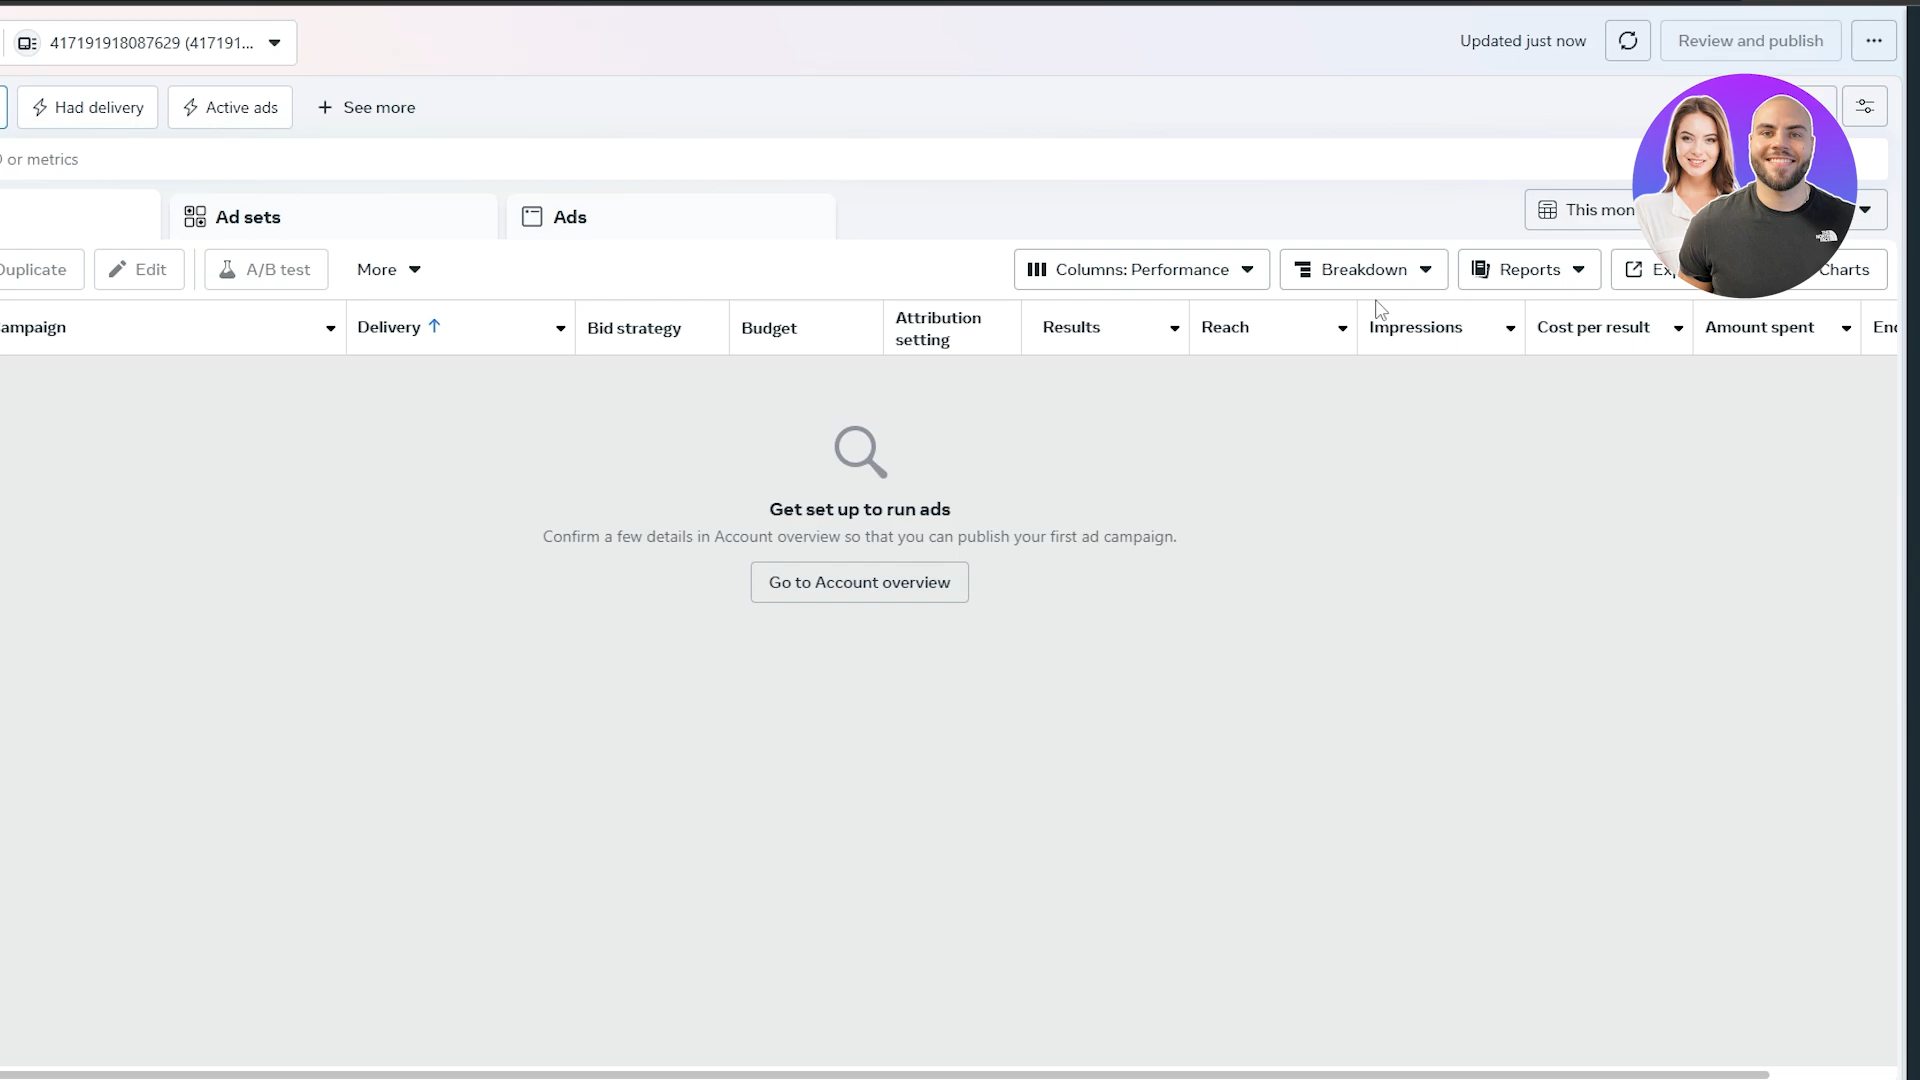 417191918087629 (417191...
Updated just now
Review and publish
Had delivery
Active ads
+ See more
or metrics
Ad sets
Ads
This mon
Duplicate
Edit
A/B test
More
Columns: Performance
Breakdown
Reports
Charts
ampaign
Delivery ↑
Bid strategy
Budget
Attribution
setting
Results
Reach
Impressions
Cost per result
Amount spent
Get set up to run ads
Confirm a few details in Account overview so that you can publish your first ad campaign.
Go to Account overview